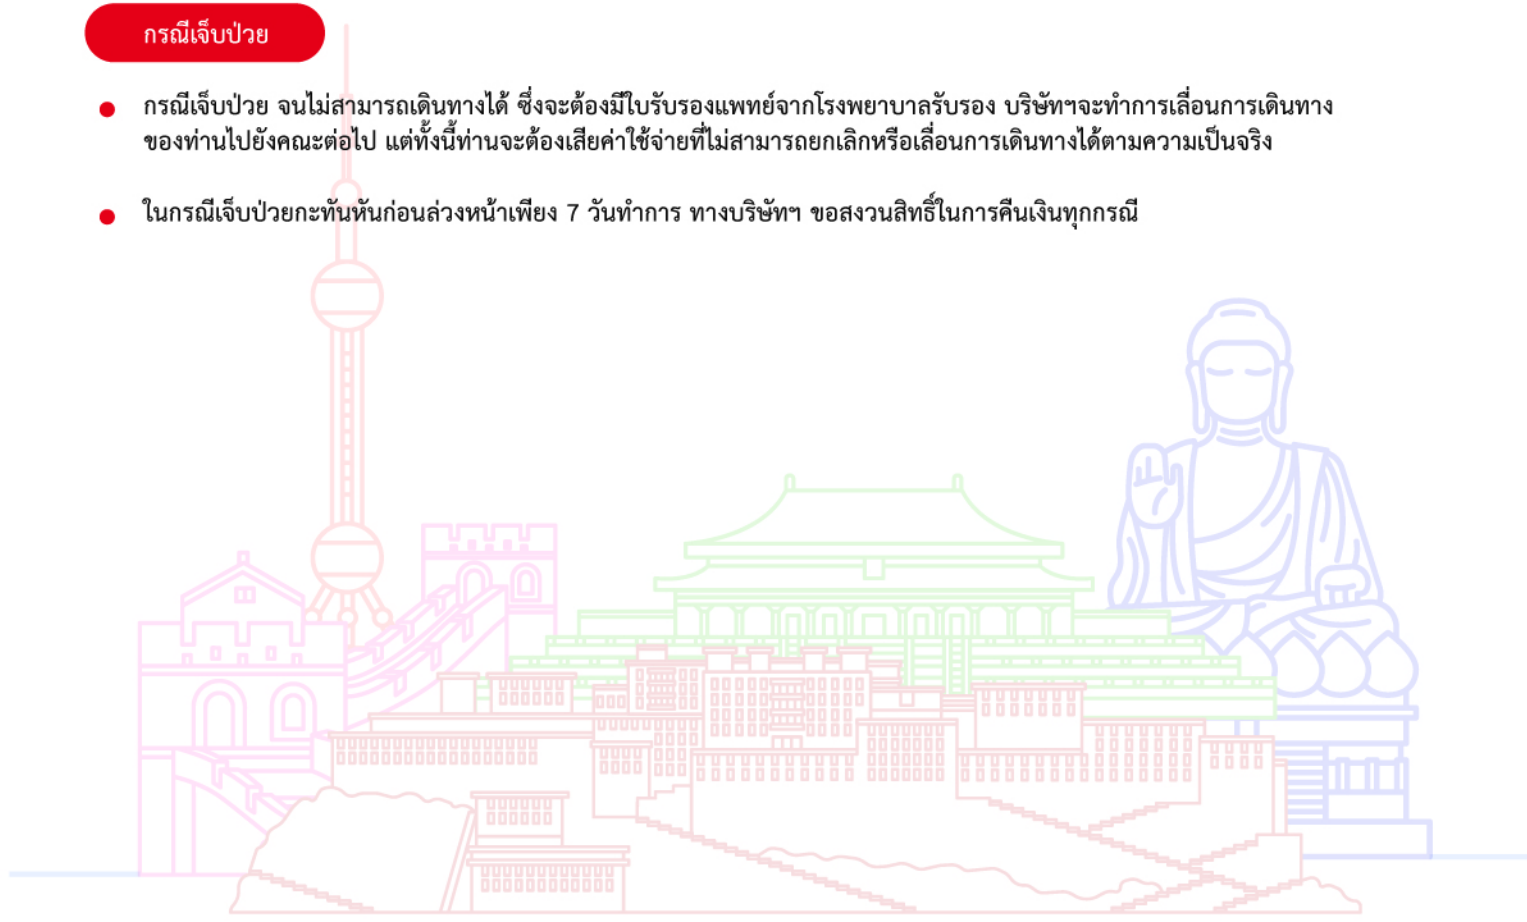 กรณีเจ็บป่วย
กรณีเจ็บป่วย จนไม่สามารถเดินทางได้ ซึ่งจะต้องมีใบรับรองแพทย์จากโรงพยาบาลรับรอง บริษัทฯจะทำการเลื่อนการเดินทาง
ของท่านไปยังคณะต่อไป แต่ทั้งนี้ท่านจะต้องเสียค่าใช้จ่ายที่ไม่สามารถยกเลิกหรือเลื่อนการเดินทางได้ตามความเป็นจริง
ในกรณีเจ็บป่วยกะทันหันก่อนล่วงหน้าเพียง 7 วันทำการ ทางบริษัทฯ ขอสงวนสิทธิ์ในการคืนเงินทุกกรณี